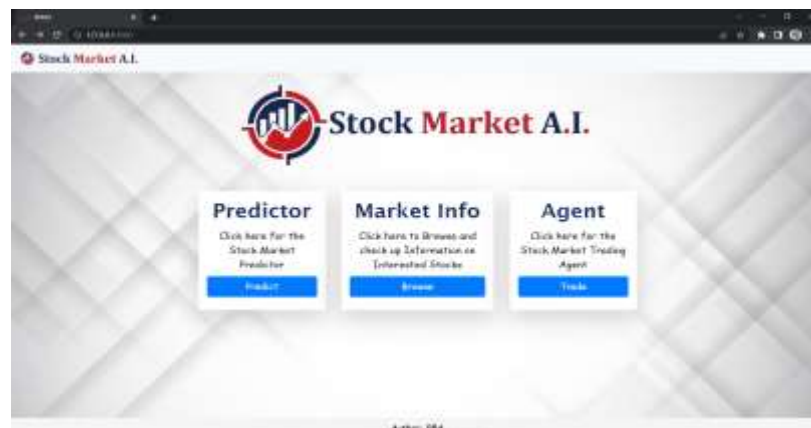 Home
Stock Market A.I.
Stock Market A.I.
Predictor
Click here for the
Stock Market
Predictor
Predict
Market Info
Click here to Browse and
check up Information on
Interested Stocks
Browse
Agent
Click here for the
Stock Market Trading
Agent
Trade